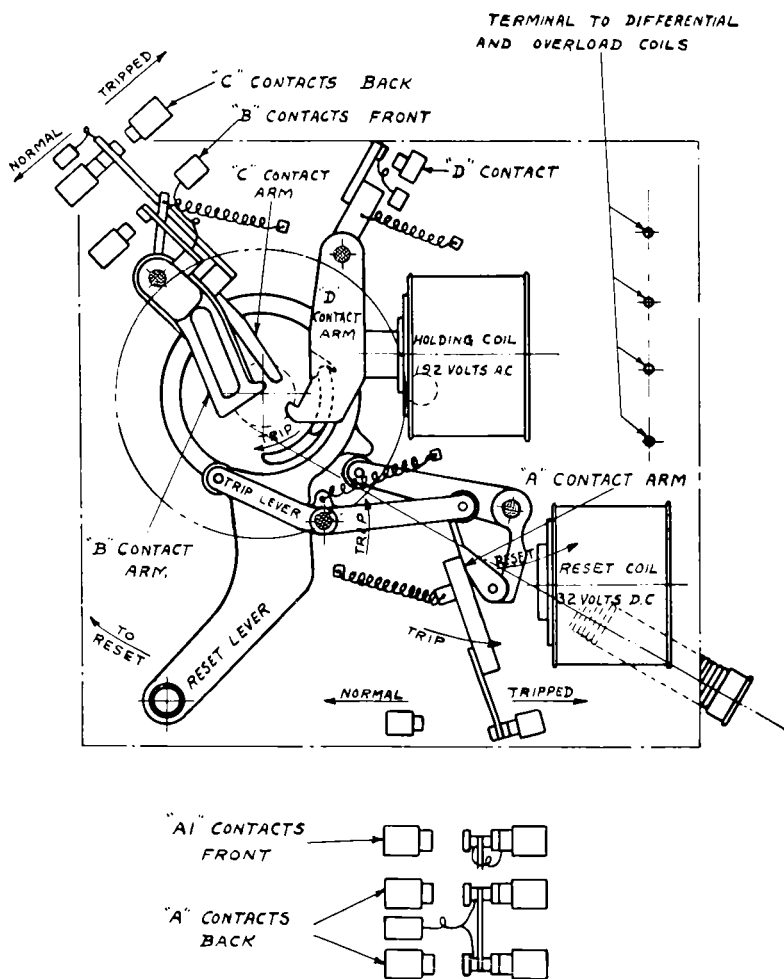 TERMINAL TO DIFFERENTIAL
AND OVERLOAD COILS
TRIPPED
"C" CONTACTS BACK
"B" CONTACTS FRONT
NORMAL
"C" CONTACT
ARM
"D" CONTACT
"D"
CONTACT
ARM
HOLDING COIL
192 VOLTS AC
TRIP
"A" CONTACT ARM
TRIP LEVER
TRIP
"B" CONTACT
ARM.
RESET
RESET COIL
32 VOLTS D.C
TO
RESET
RESET LEVER
TRIP
NORMAL
TRIPPED
"A1" CONTACTS
FRONT
"A" CONTACTS
BACK